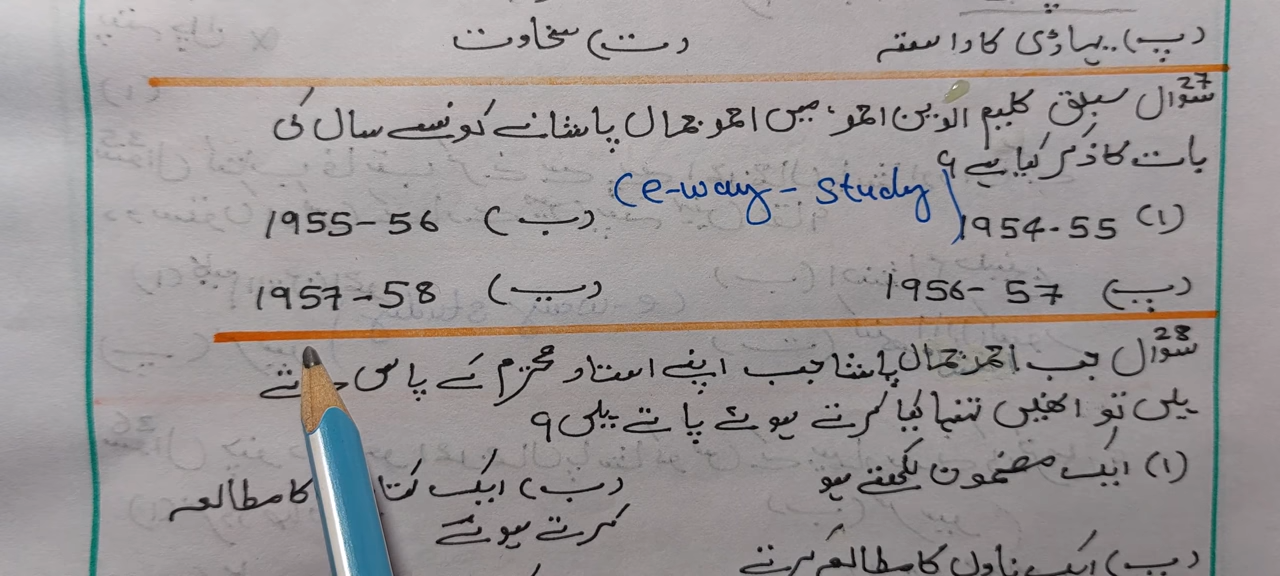 (پ) پہاڑی کا راستہ (ت) سخاوت
سوال 27 سبق کلیم الدین احمد، میں احمد جمال پاشا نے کونسے سال کی
بات کا ذکر کیا ہے؟
(e-way-study)
(۱) 1954-55 (ب) 1955-56
(پ) 1956-57 (ت) 1957-58
سوال 28 جب احمد جمال پاشا جب اپنے استاد محترم کے پاس
ہیں تو انھیں تنہا کیا کرتے ہوئے پاتے ہیں؟
(۱) ایک مضمون لکھتے ہو (ب) ایک کتاب کا مطالعہ
کرتے ہوئے
(پ) ایک ناول کا مطالعہ کرتے